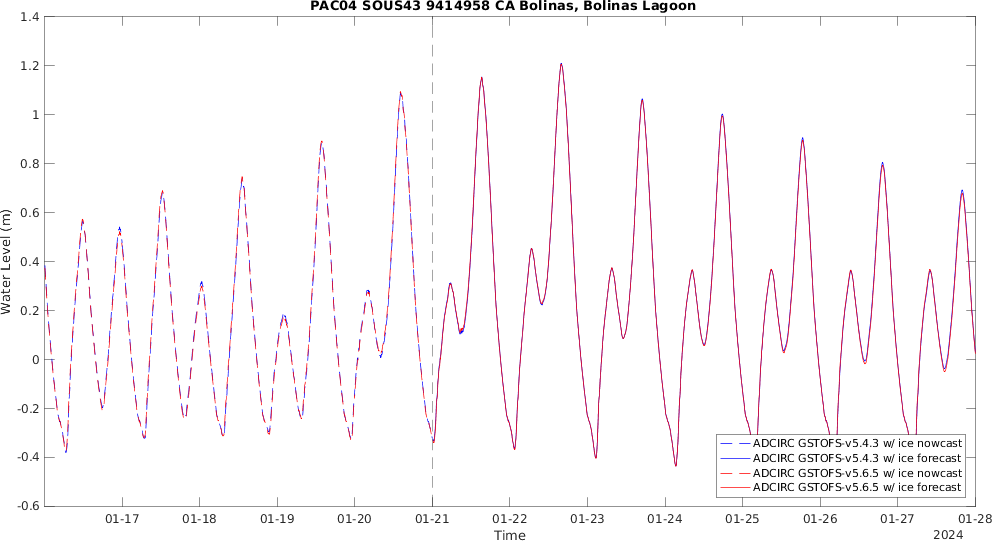 PAC04 SOUS43 9414958 CA Bolinas, Bolinas Lagoon
1.4
1.2
1
0.8
0.6
0.4
0.2
0
-0.2
-0.4
-0.6
Water Level (m)
ADCIRC GSTOFS-v5.4.3 w/ ice nowcast
ADCIRC GSTOFS-v5.4.3 w/ ice forecast
ADCIRC GSTOFS-v5.6.5 w/ ice nowcast
ADCIRC GSTOFS-v5.6.5 w/ ice forecast
01-17 01-18 01-19 01-20 01-21 01-22 01-23 01-24 01-25 01-26 01-27 01-28
Time
2024